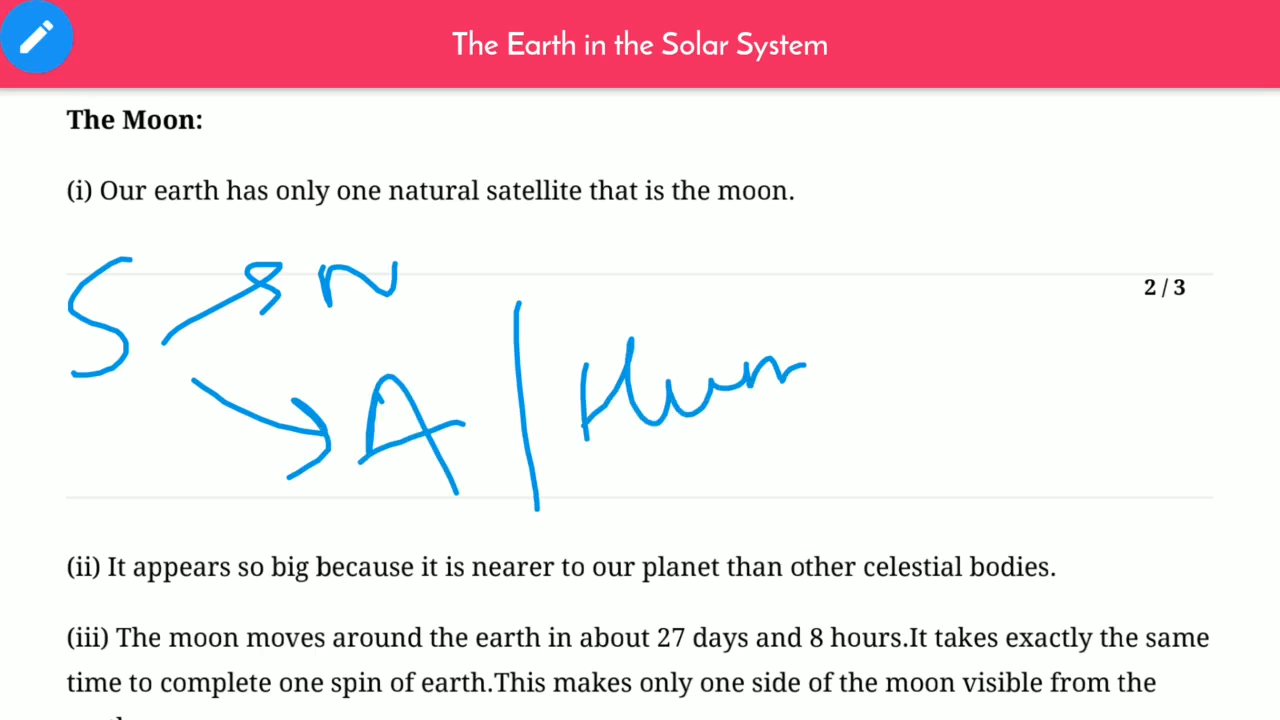 The Earth in the Solar System
The Moon:
(i) Our earth has only one natural satellite that is the moon.
2 / 3
S N
A Hum
(ii) It appears so big because it is nearer to our planet than other celestial bodies.
(iii) The moon moves around the earth in about 27 days and 8 hours.It takes exactly the same
time to complete one spin of earth.This makes only one side of the moon visible from the